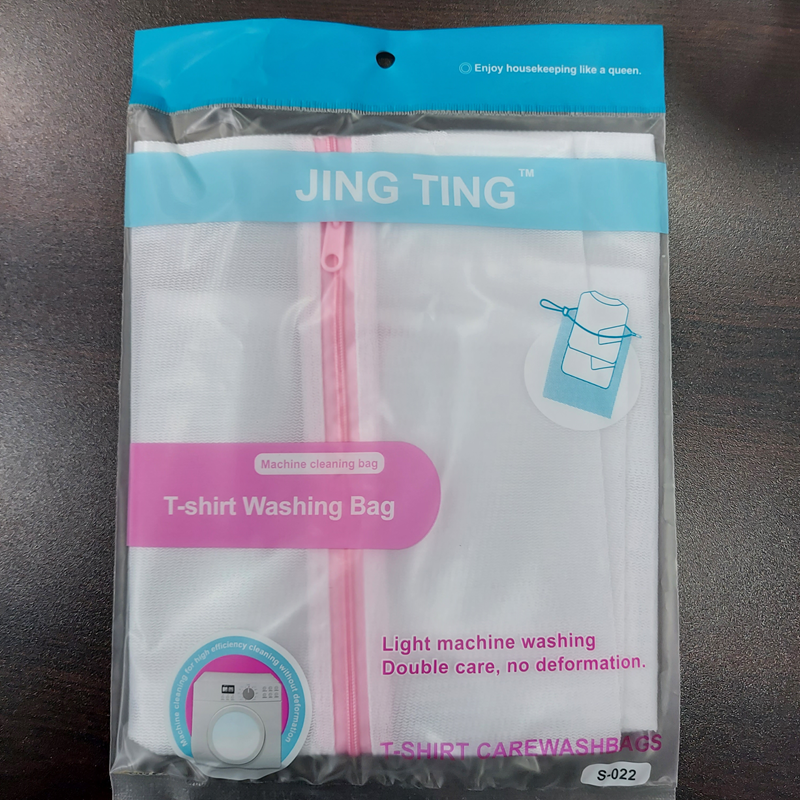 Enjoy housekeeping like a queen.
JING TING™
Machine cleaning bag
T-shirt Washing Bag
Light machine washing
Double care, no deformation.
Machine cleaning for high efficiency cleaning without deformation
T-SHIRT CAREWASHBAGS
S-022